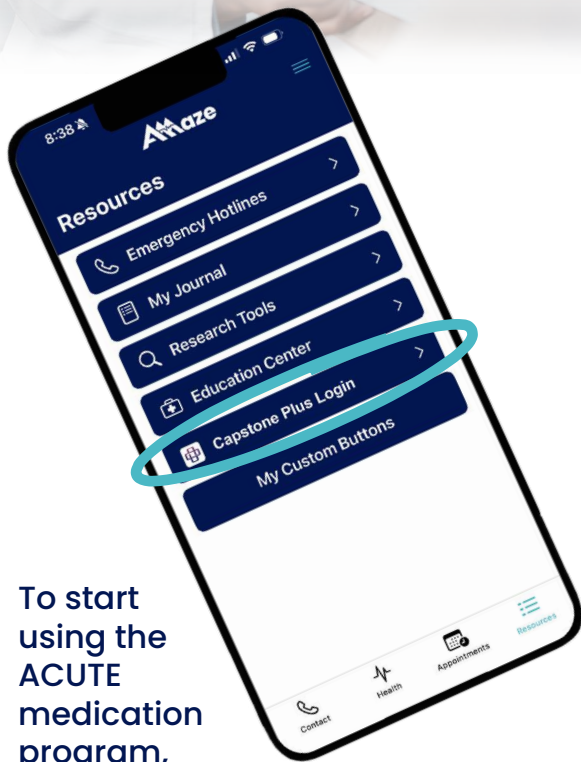 8:38
Amaze
Resources
Emergency Hotlines
My Journal
Research Tools
Education Center
Capstone Plus Login
My Custom Buttons
Contact
Health
Appointments
Resources
To start
using the
ACUTE
medication
program,